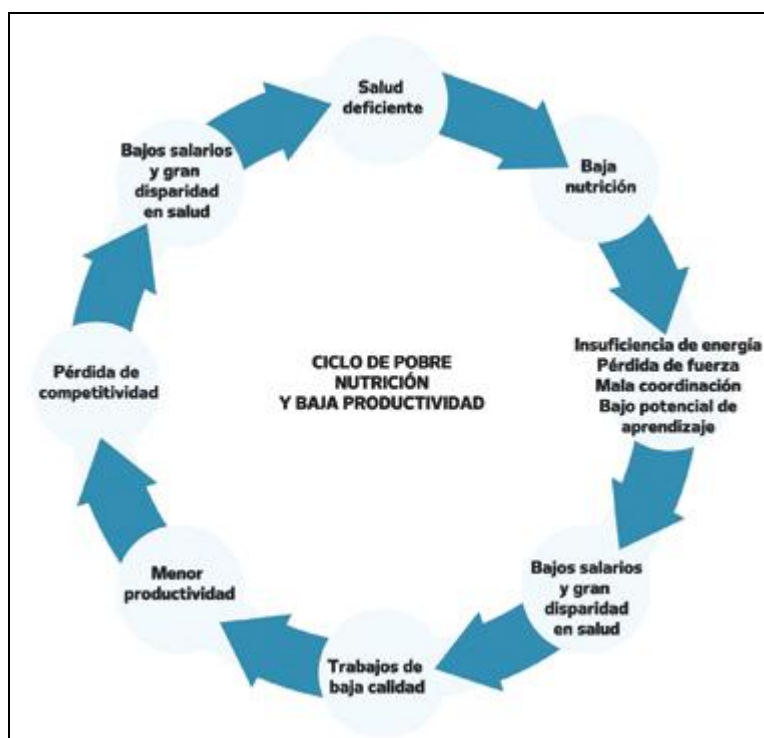 Salud
deficiente
Baja
nutrición
Insuficiencia de energía
Pérdida de fuerza
Mala coordinación
Bajo potencial de
aprendizaje
Bajos salarios
y gran
disparidad
en salud
Trabajos de
baja calidad
Menor
productividad
Pérdida de
competitividad
Bajos salarios
y gran
disparidad
en salud
CICLO DE POBRE
NUTRICIÓN
Y BAJA PRODUCTIVIDAD